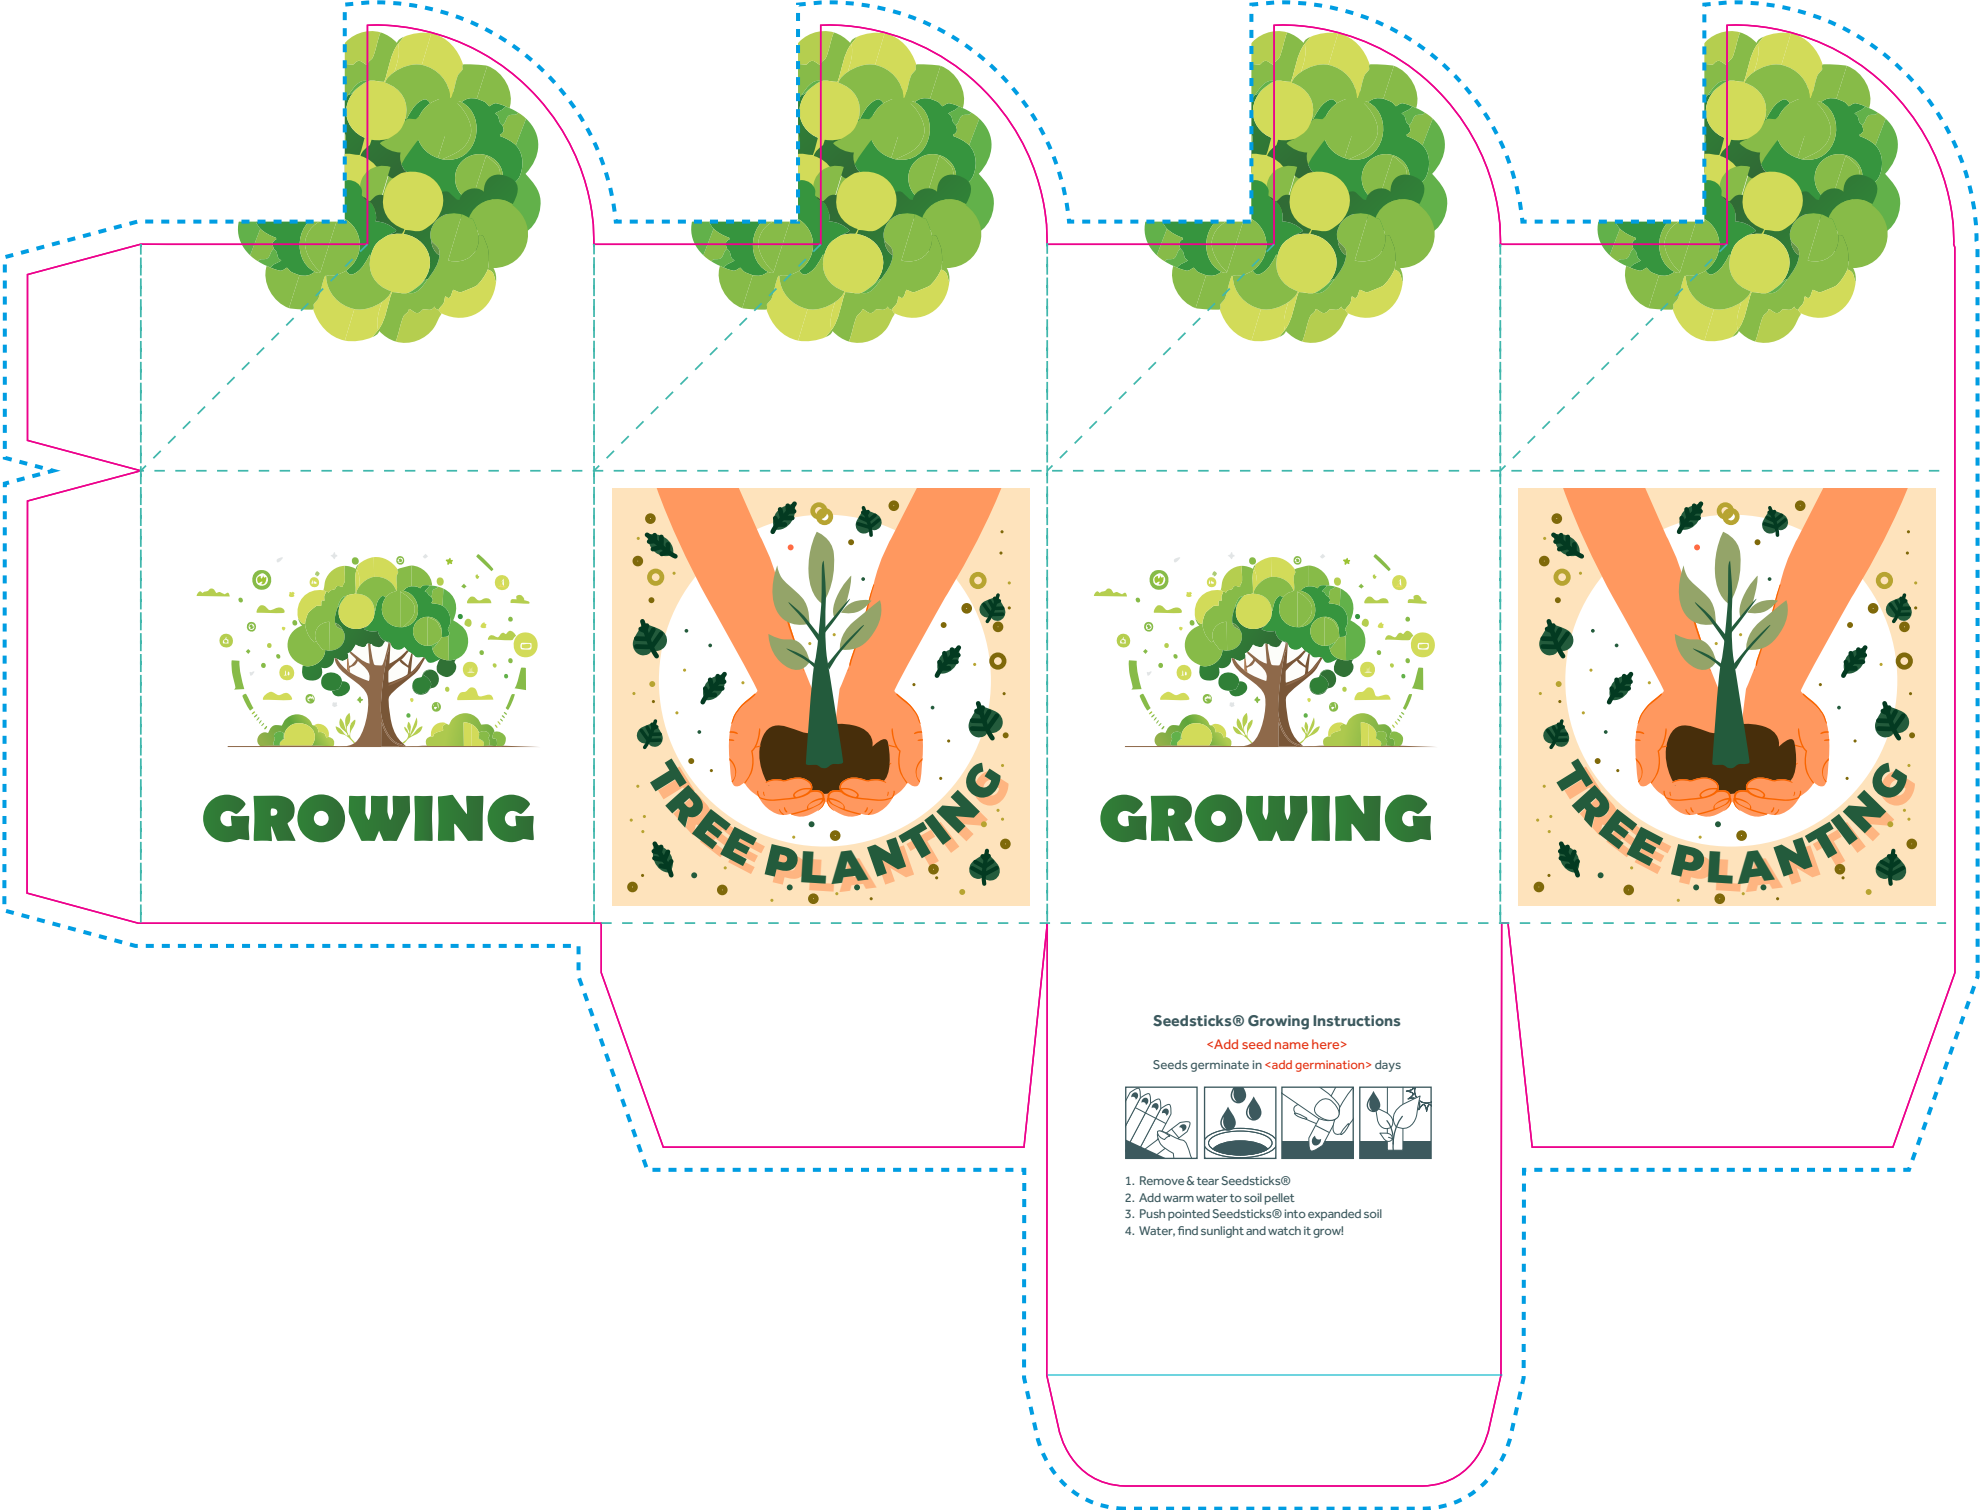 GROWING
TREE PLANTING
GROWING
TREE PLANTING
Seedsticks® Growing Instructions
<Add seed name here>
Seeds germinate in <add germination> days
1. Remove & tear Seedsticks®
2. Add warm water to soil pellet
3. Push pointed Seedsticks® into expanded soil
4. Water, find sunlight and watch it grow!